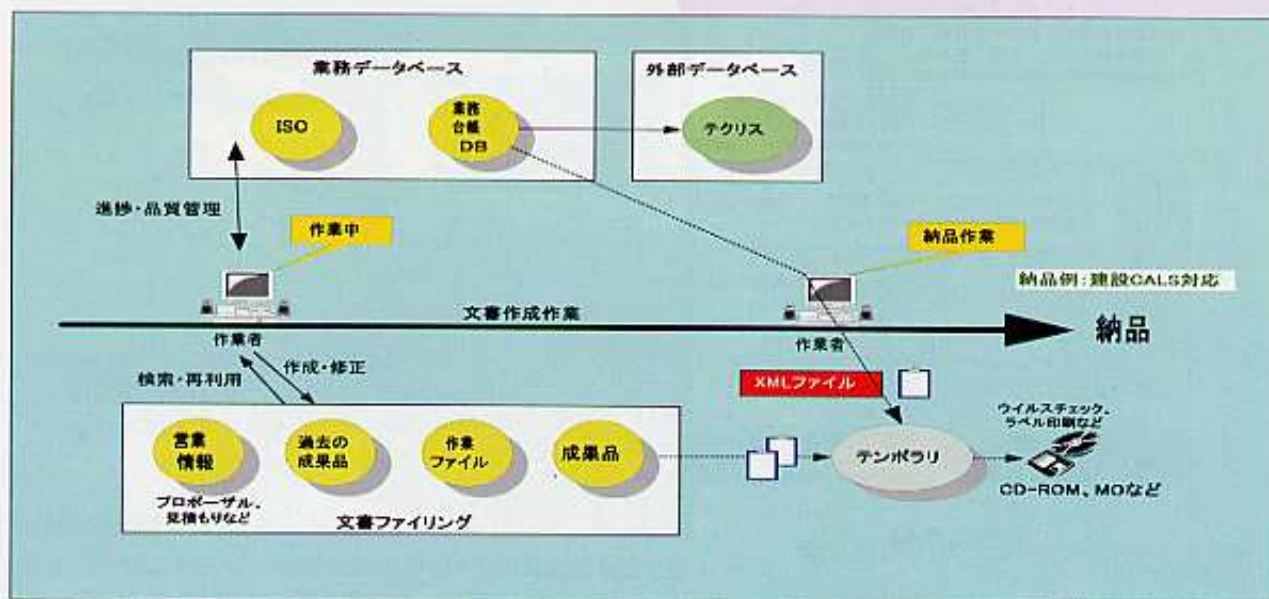 業務データベース
外部データベース
ISO
業務
台帳
DB
テクリス
進捗・品質管理
作業中
納品作業
納品例:建設CALS対応
文書作成作業
納品
作業者
作業者
検索・再利用
作成・修正
XMLファイル
ウイルスチェック、
ラベル印刷など
営業
情報
過去の
成果品
作業
ファイル
成果品
テンポラリ
CD-ROM、MOなど
プロポーザル、
見積もりなど
文書ファイリング